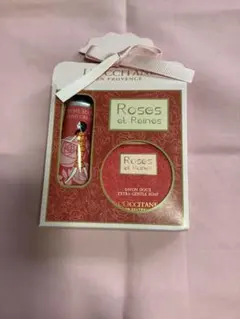 L'OCCITANE
EN PROVENCE
Roses
et Reines
Roses
et Reines
SAVON DOUX
EXTRA-GENTLE SOAP
L'OCCITANE